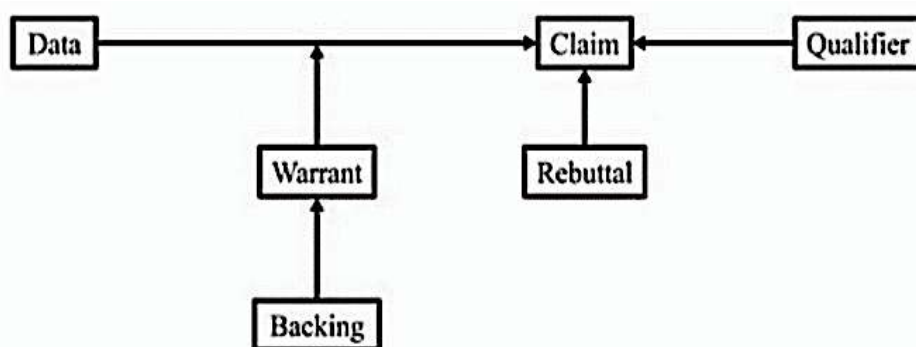 Data
Claim
Qualifier
Warrant
Rebuttal
Backing